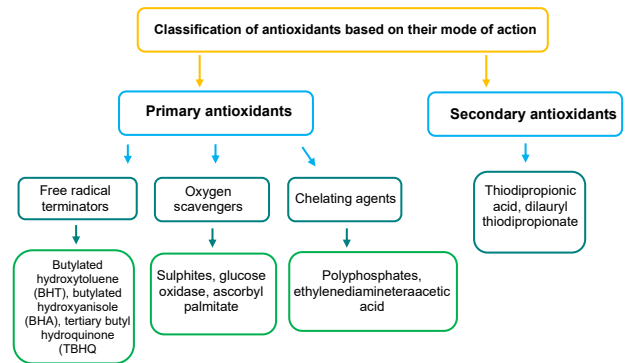 Classification of antioxidants based on their mode of action
Primary antioxidants
Secondary antioxidants
Free radical
terminators
Oxygen
scavengers
Chelating agents
Thiodipropionic
acid, dilauryl
thiodipropionate
Butylated
hydroxytoluene
(BHT), butylated
hydroxyanisole
(BHA), tertiary butyl
hydroquinone
(TBHQ
Sulphites, glucose
oxidase, ascorbyl
palmitate
Polyphosphates,
ethylenediamineteraacetic
acid